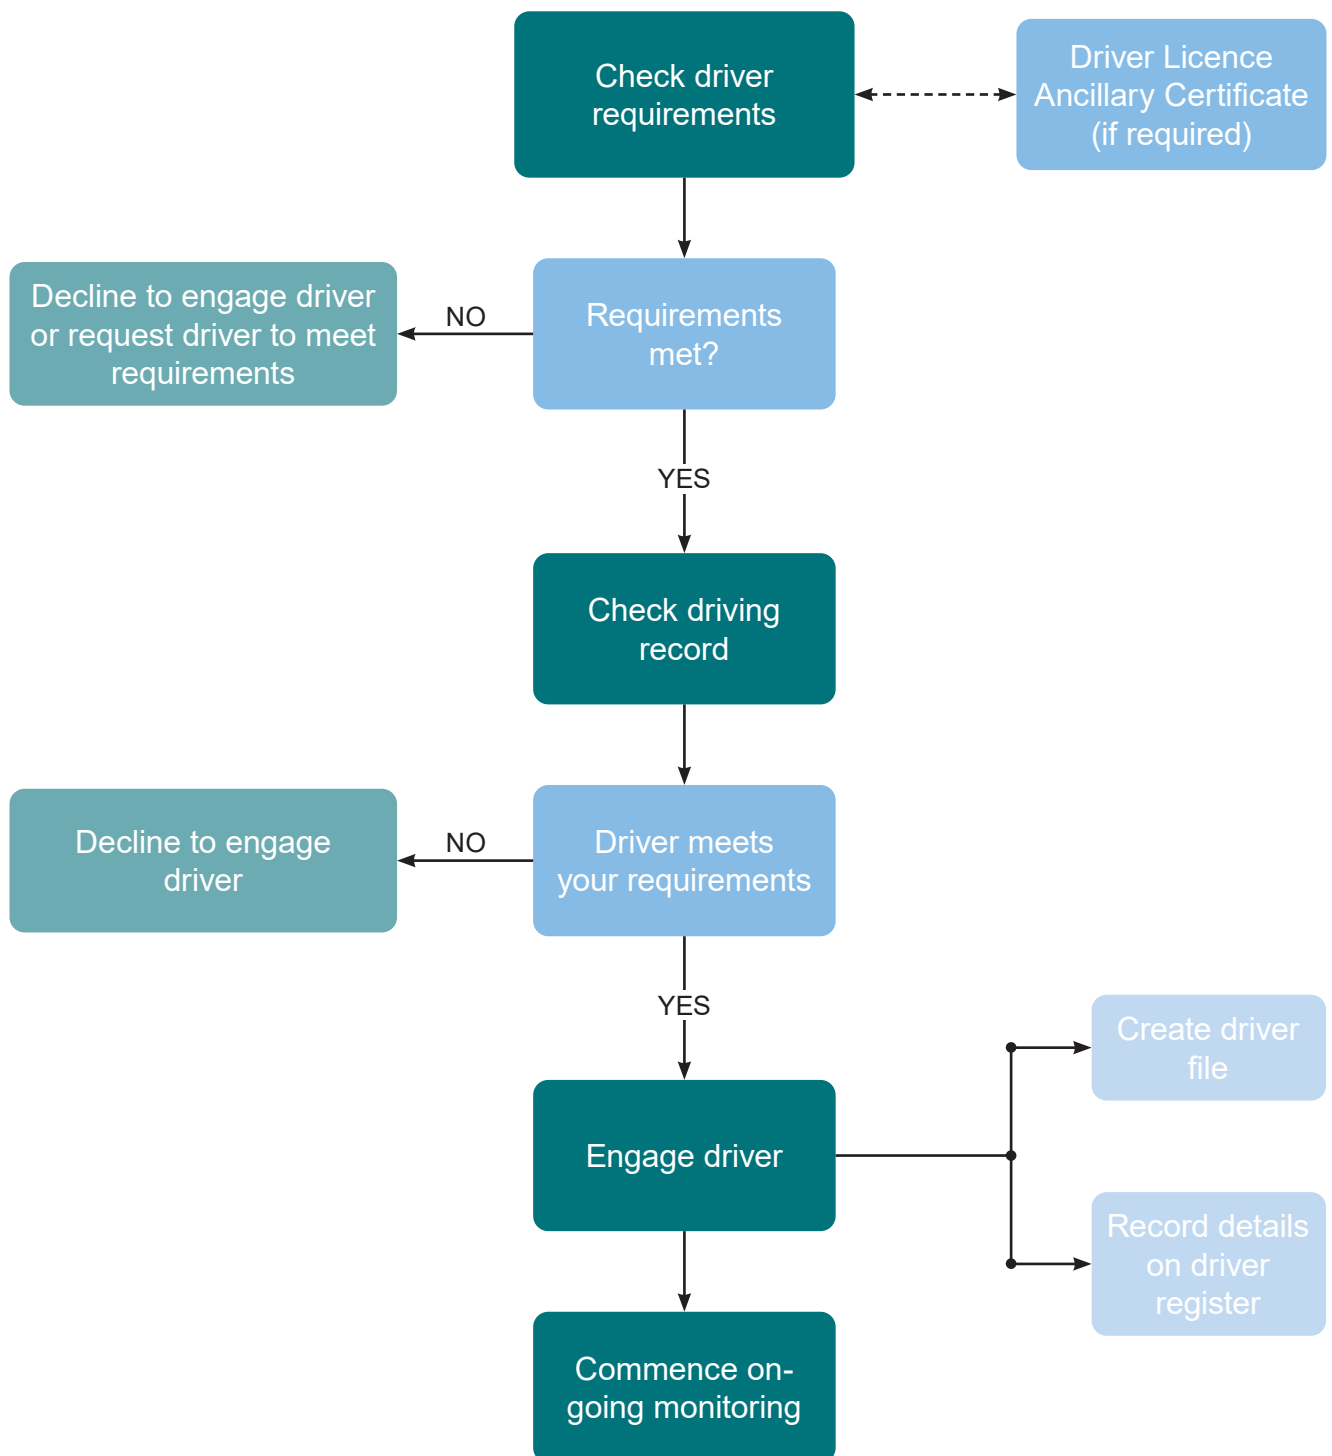 Check driver
requirements
Driver Licence
Ancillary Certificate
(if required)
Decline to engage driver
or request driver to meet
requirements
NO
Requirements
met?
YES
Check driving
record
Decline to engage
driver
NO
Driver meets
your requirements
YES
Create driver
file
Engage driver
Record details
on driver
register
Commence on-
going monitoring